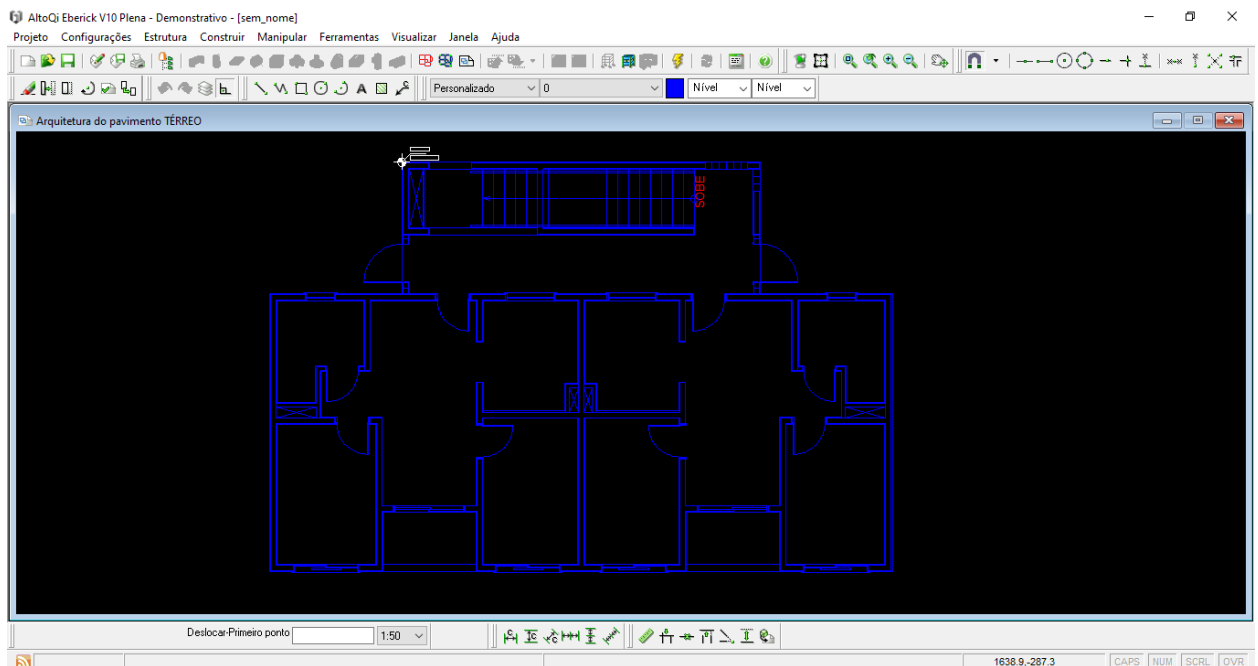 AltoQi Eberick V10 Plena - Demonstrativo - [sem_nome]
Projeto Configurações Estrutura Construir Manipular Ferramentas Visualizar Janela Ajuda
Personalizado 0 Nível Nível
Arquitetura do pavimento TÉRREO
SOBE
Deslocar-Primeiro ponto 1:50
1638.9,-287.3 CAPS NUM SCRL OVR